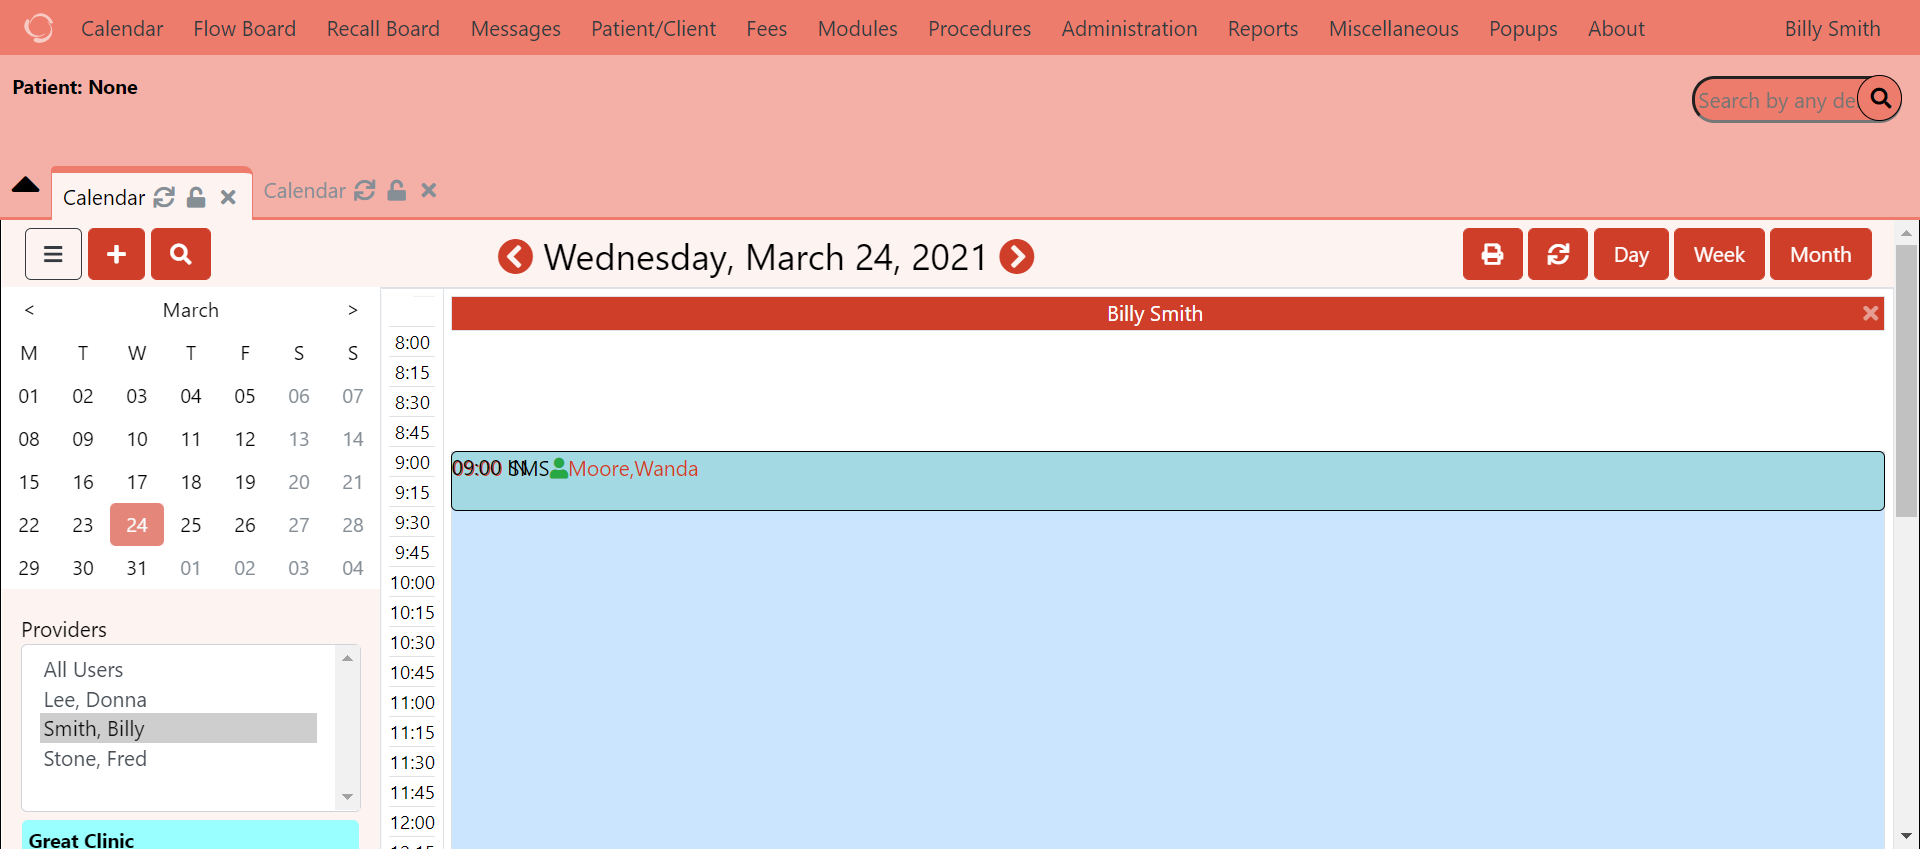 Calendar Flow Board Recall Board Messages Patient/Client Fees Modules Procedures Administration Reports Miscellaneous Popups About Billy Smith
Patient: None
Search by any de
Calendar Calendar
Wednesday, March 24, 2021
Day Week Month
< March >
M T W T F S S
01 02 03 04 05 06 07
08 09 10 11 12 13 14
15 16 17 18 19 20 21
22 23 24 25 26 27 28
29 30 31 01 02 03 04
Providers
All Users
Lee, Donna
Smith, Billy
Stone, Fred
Great Clinic
Billy Smith
8:00
8:15
8:30
8:45
9:00
09:00 SMS Moore,Wanda
9:15
9:30
9:45
10:00
10:15
10:30
10:45
11:00
11:15
11:30
11:45
12:00